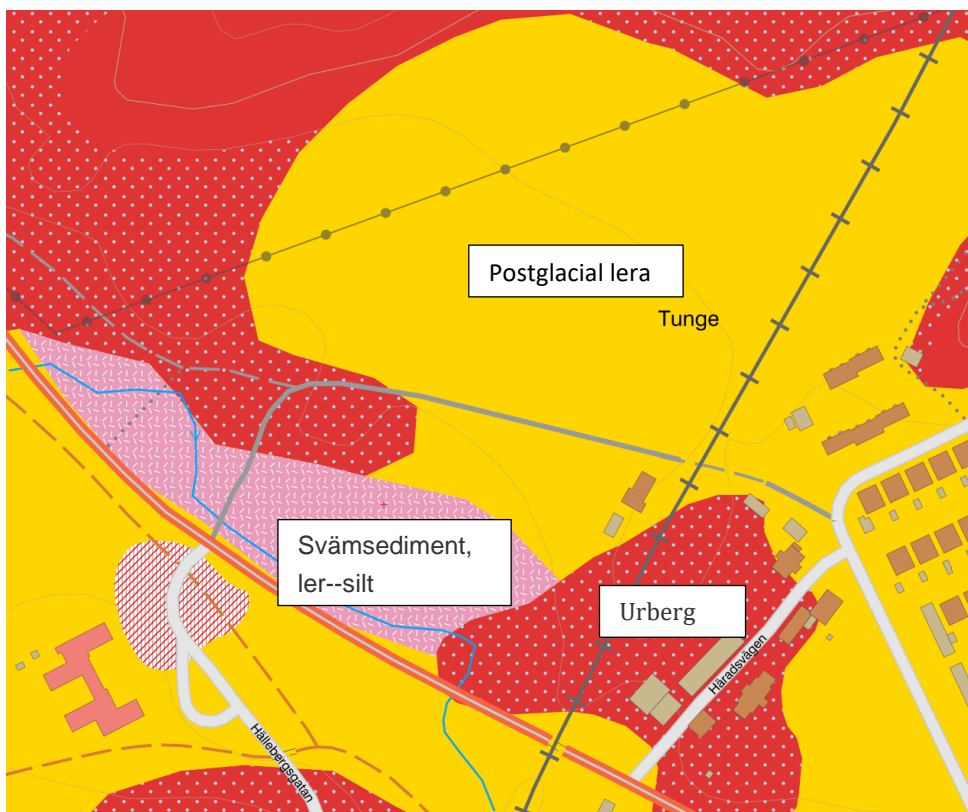 Postglacial lera
Tunge
Svämsediment,
ler--silt
Urberg
Häradsvägen
Hällebergsgatan